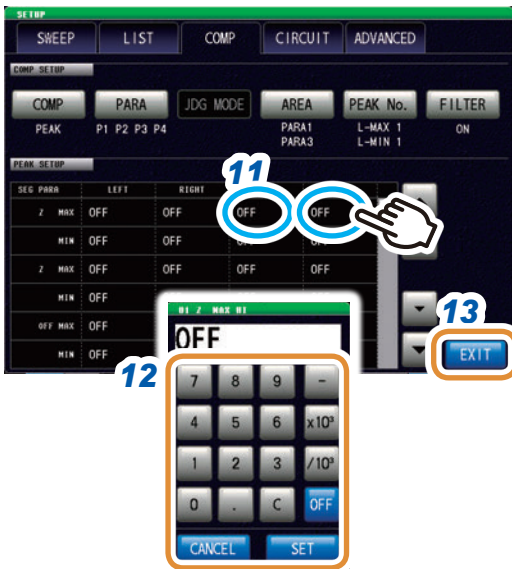 SETUP
SWEEP LIST COMP CIRCUIT ADVANCED
COMP SETUP
COMP PARA JDG MODE AREA PEAK No. FILTER
PEAK P1 P2 P3 P4 PARA1 L-MAX 1 ON
PARA3 L-MIN 1
PEAK SETUP
11
SEG PARA LEFT RIGHT
Z MAX OFF OFF OFF OFF
MIN OFF OFF
Z MAX OFF OFF OFF OFF
MIN OFF
OFF MAX OFF
MIN OFF
13
EXIT
01 Z MAX UT
OFF
12
7 8 9 -
4 5 6 x10³
1 2 3 /10³
0 . C OFF
CANCEL SET